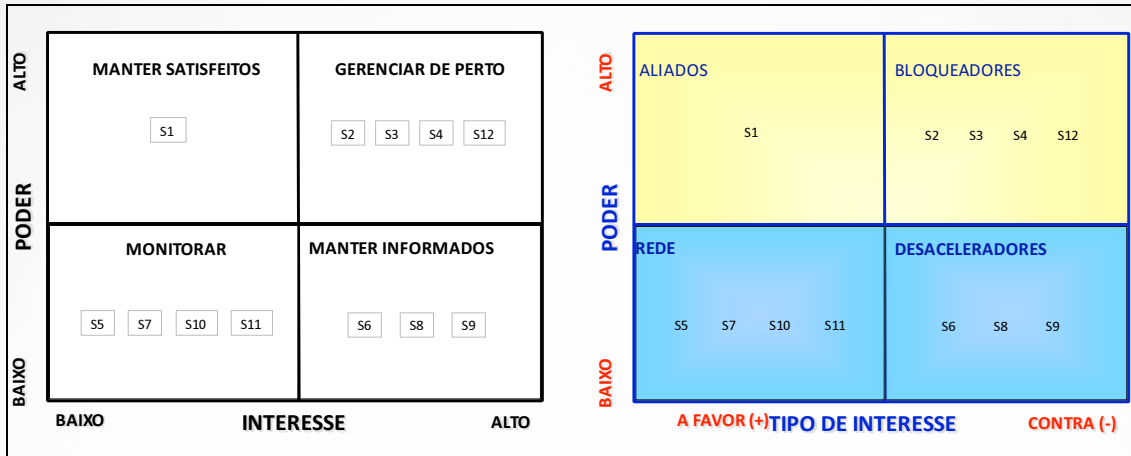 ALTO
PODER
BAIXO
MANTER SATISFEITOS
S1
GERENCIAR DE PERTO
S2 S3 S4 S12
MONITORAR
S5 S7 S10 S11
MANTER INFORMADOS
S6 S8 S9
BAIXO INTERESSE ALTO
ALTO
PODER
BAIXO
ALIADOS
S1
BLOQUEADORES
S2 S3 S4 S12
REDE
S5 S7 S10 S11
DESACELERADORES
S6 S8 S9
A FAVOR (+) TIPO DE INTERESSE CONTRA (-)